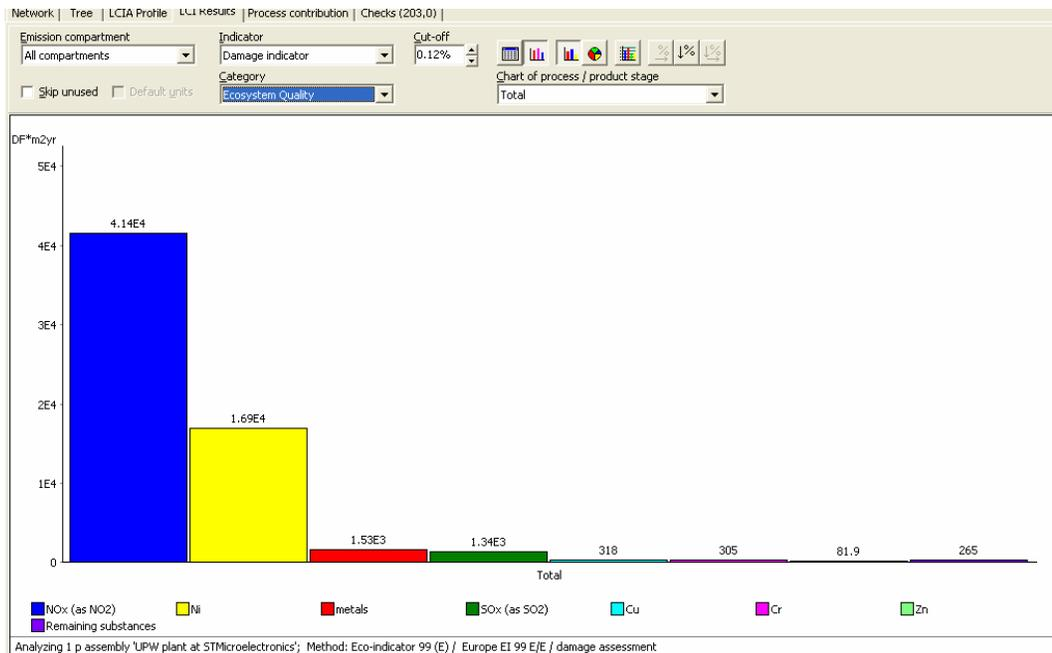 Network | Tree | LCIA Profile | LCI Results | Process contribution | Checks (203,0) |
Emission compartment Indicator Cut-off
All compartments Damage indicator 0.12%
Category Chart of process / product stage
Skip unused Default units Ecosystem Quality Total
DF*m2yr
5E4
4.14E4
4E4
3E4
2E4
1.69E4
1E4
1.53E3 1.34E3 318 305 81.9 265
0
Total
NOx (as NO2) Ni metals SOx (as SO2) Cu Cr Zn
Remaining substances
Analyzing 1 p assembly 'UPW plant at STMicroelectronics'; Method: Eco-indicator 99 (E) / Europe EI 99 E/E / damage assessment